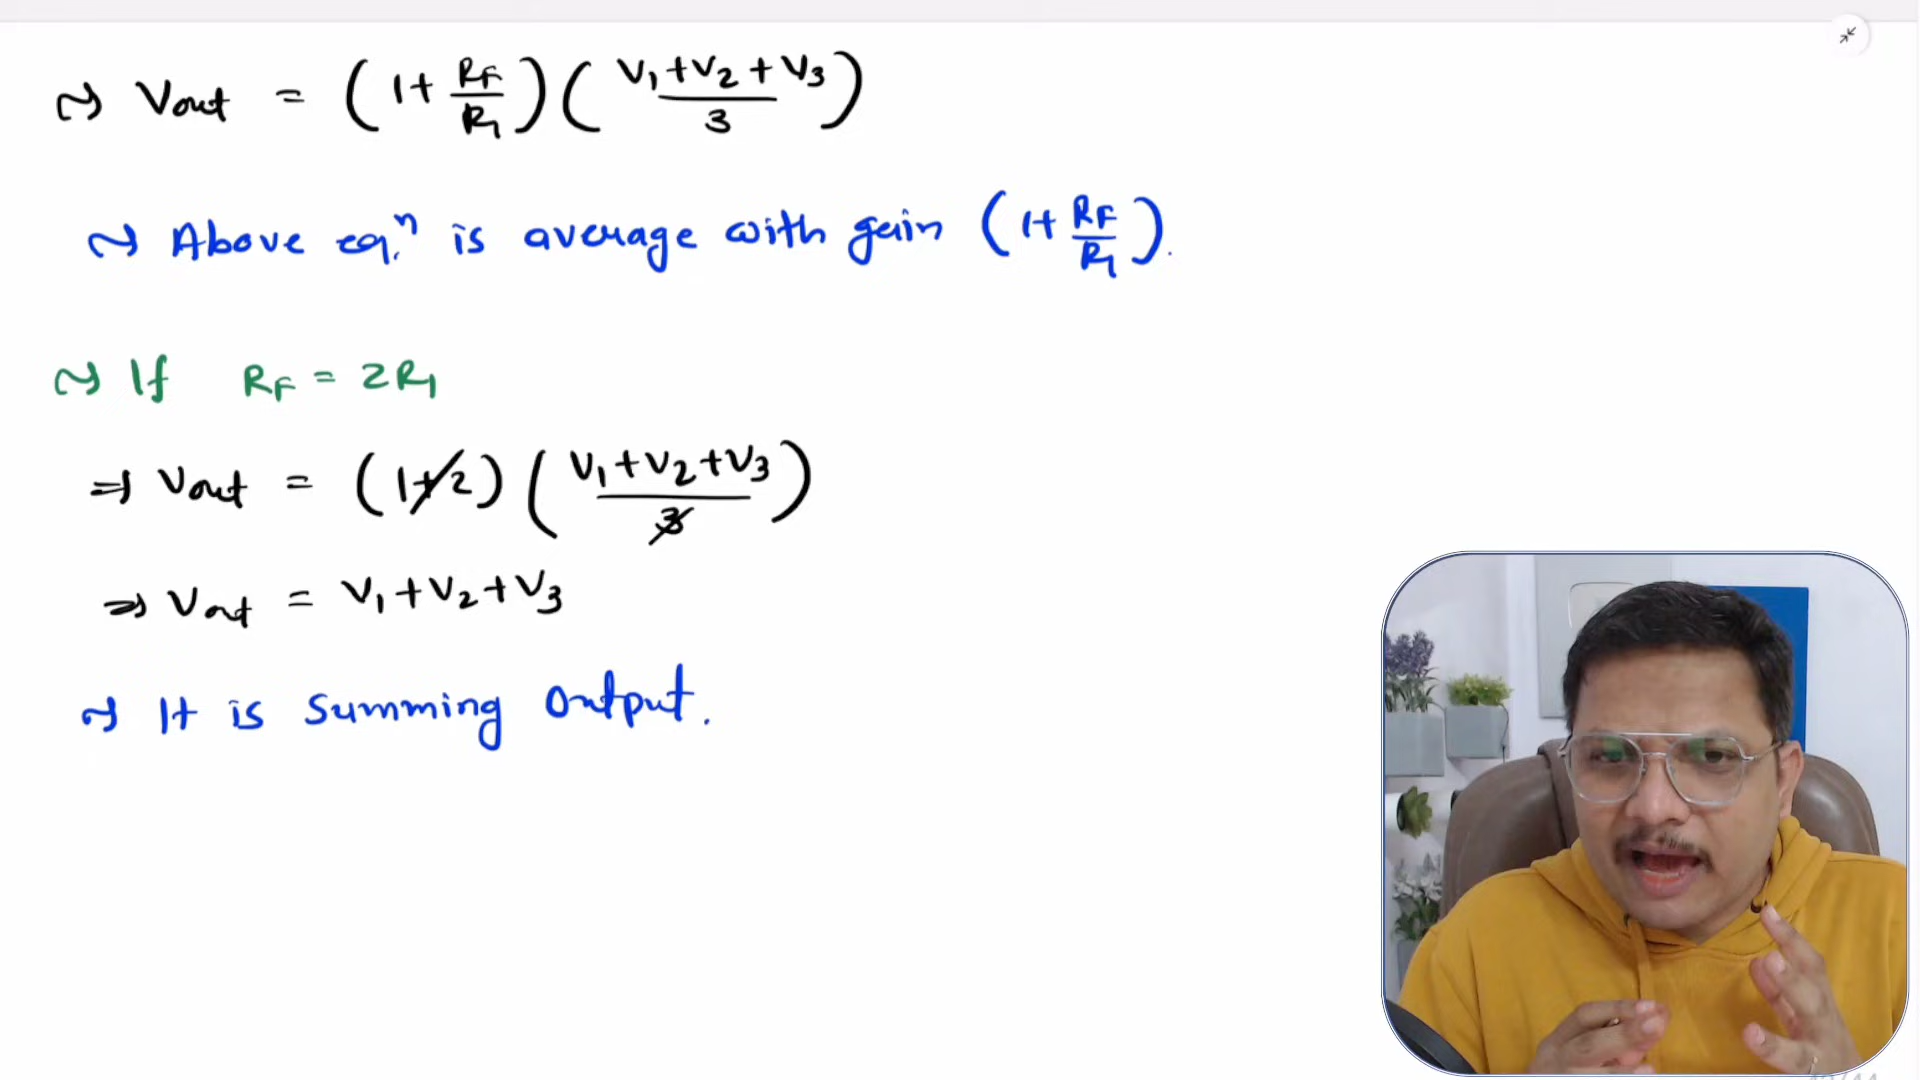 ~> Vout = (1+ RF/R1)(V1+V2+V3/3)
~> Above eqn. is average with gain (1+ RF/R1).
~> If RF = 2R1
=> Vout = (1+2)(V1+V2+V3/3)
=> Vout = V1+V2+V3
~> It is summing output.